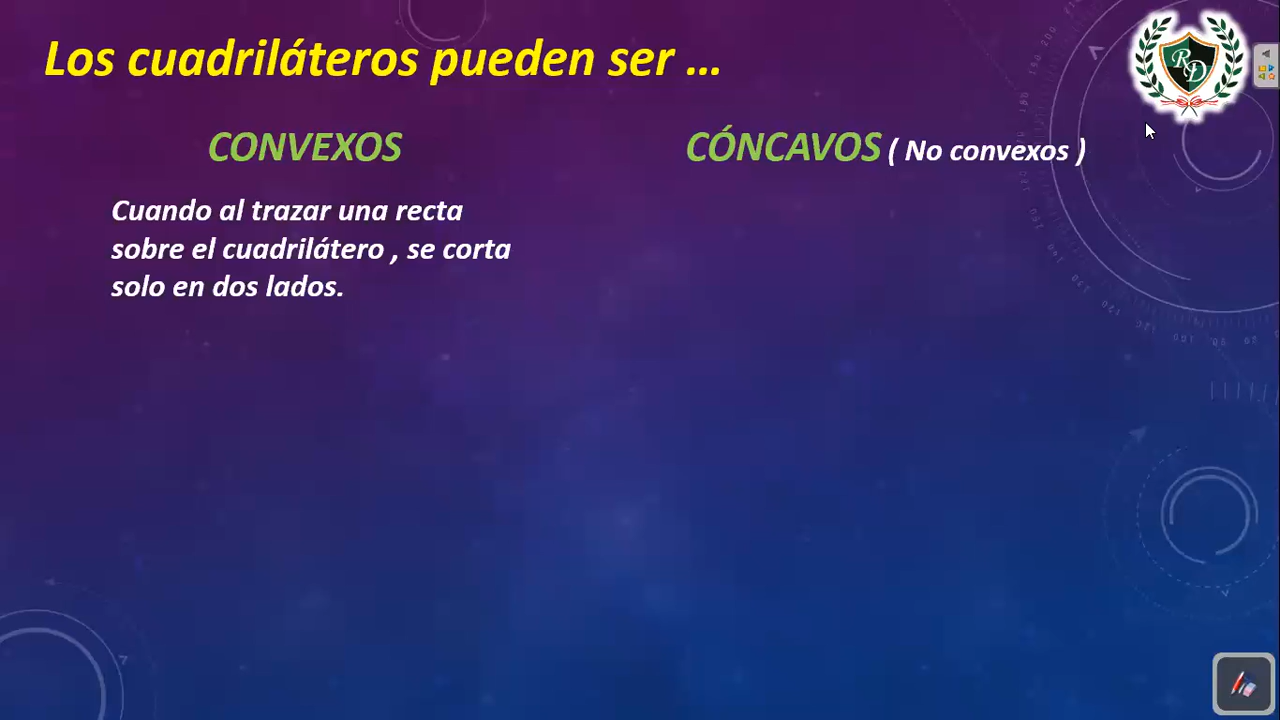 Los cuadriláteros pueden ser ...
CONVEXOS
CÓNCAVOS ( No convexos )
Cuando al trazar una recta
sobre el cuadrilátero , se corta
solo en dos lados.
RD